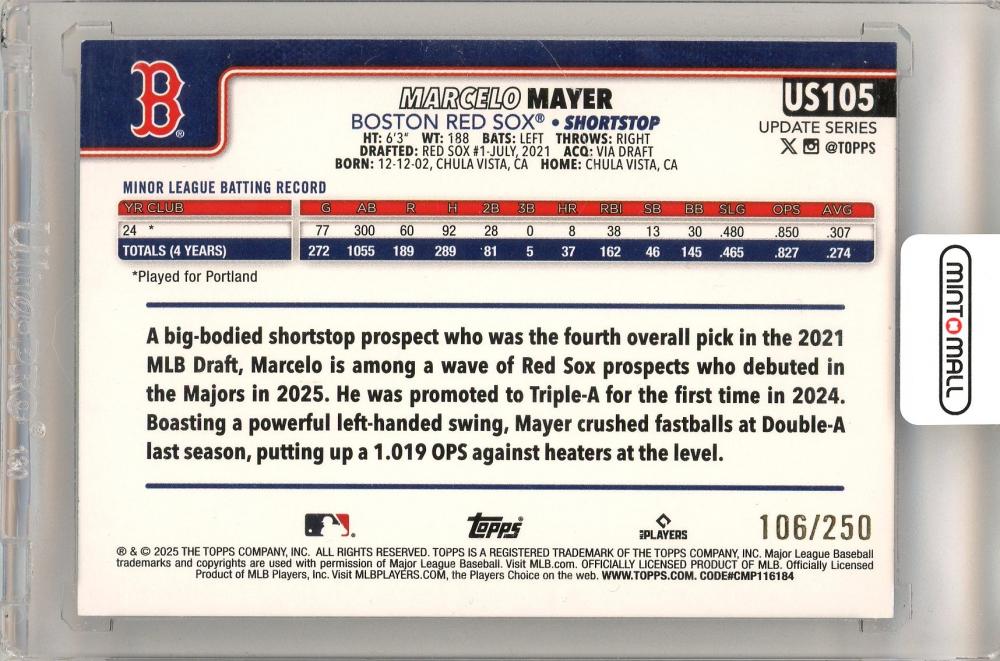 B
MARCELO MAYER
US105
BOSTON RED SOX® • SHORTSTOP
UPDATE SERIES
HT: 6'3" WT: 188 BATS: LEFT THROWS: RIGHT
X @TOPPS
DRAFTED: RED SOX #1-JULY, 2021 ACQ: VIA DRAFT
BORN: 12-12-02, CHULA VISTA, CA HOME: CHULA VISTA, CA
MINOR LEAGUE BATTING RECORD
YR CLUB G AB R H 2B 3B HR RBI SB BB SLG OPS AVG
24 * 77 300 60 92 28 0 8 38 13 30 .480 .850 .307
TOTALS (4 YEARS) 272 1055 189 289 81 5 37 162 46 145 .465 .827 .274
*Played for Portland
MINT MALL
A big-bodied shortstop prospect who was the fourth overall pick in the 2021
MLB Draft, Marcelo is among a wave of Red Sox prospects who debuted in
the Majors in 2025. He was promoted to Triple-A for the first time in 2024.
Boasting a powerful left-handed swing, Mayer crushed fastballs at Double-A
last season, putting up a 1.019 OPS against heaters at the level.
topps
PLAYERS
106/250
® & © 2025 THE TOPPS COMPANY, INC. ALL RIGHTS RESERVED. TOPPS IS A REGISTERED TRADEMARK OF THE TOPPS COMPANY, INC. Major League Baseball
trademarks and copyrights are used with permission of Major League Baseball. Visit MLB.com. OFFICIALLY LICENSED PRODUCT OF MLB. Officially Licensed
Product of MLB Players, Inc. Visit MLBPLAYERS.COM, the Players Choice on the web. WWW.TOPPS.COM. CODE#CMP116184